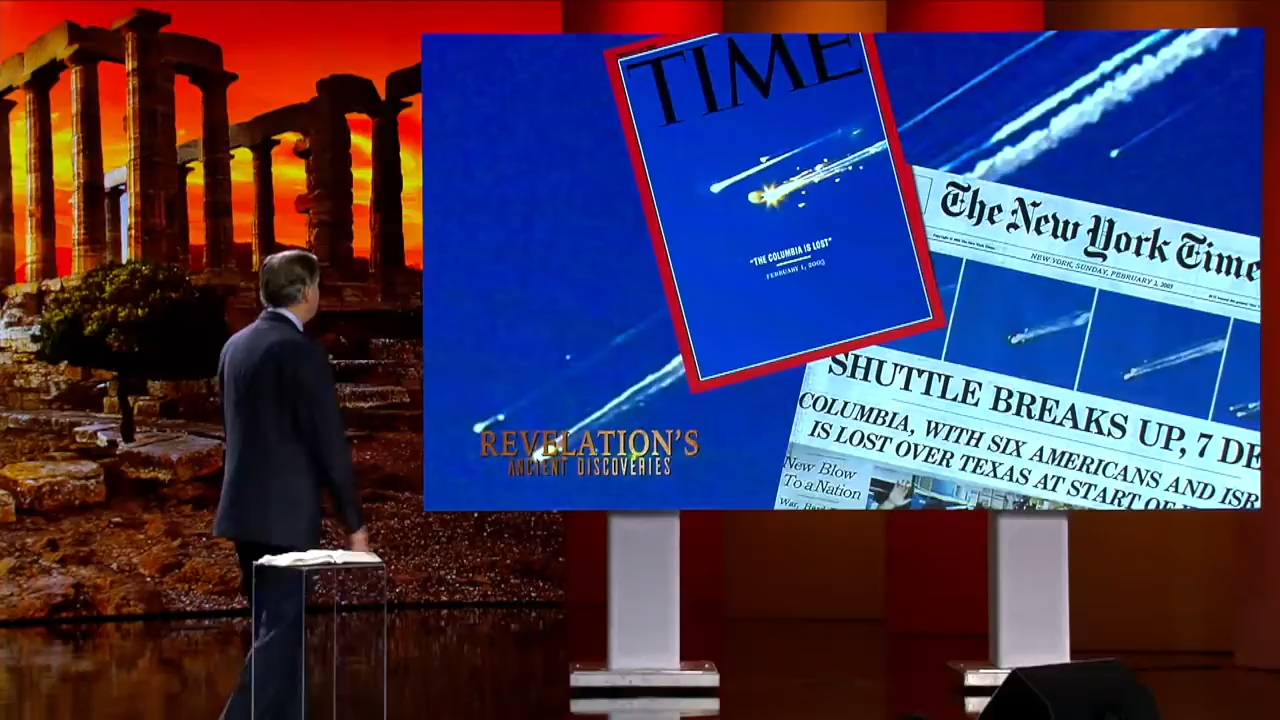 TIME
"THE COLUMBIA IS LOST"
FEBRUARY 1, 2003
The New York Time
NEW YORK, SUNDAY, FEBRUARY 2, 2003
SHUTTLE BREAKS UP, 7 DE
COLUMBIA, WITH SIX AMERICANS AND ISR
IS LOST OVER TEXAS AT START OF
New Blow
To a Nation
REVELATION'S
ANCIENT DISCOVERIES